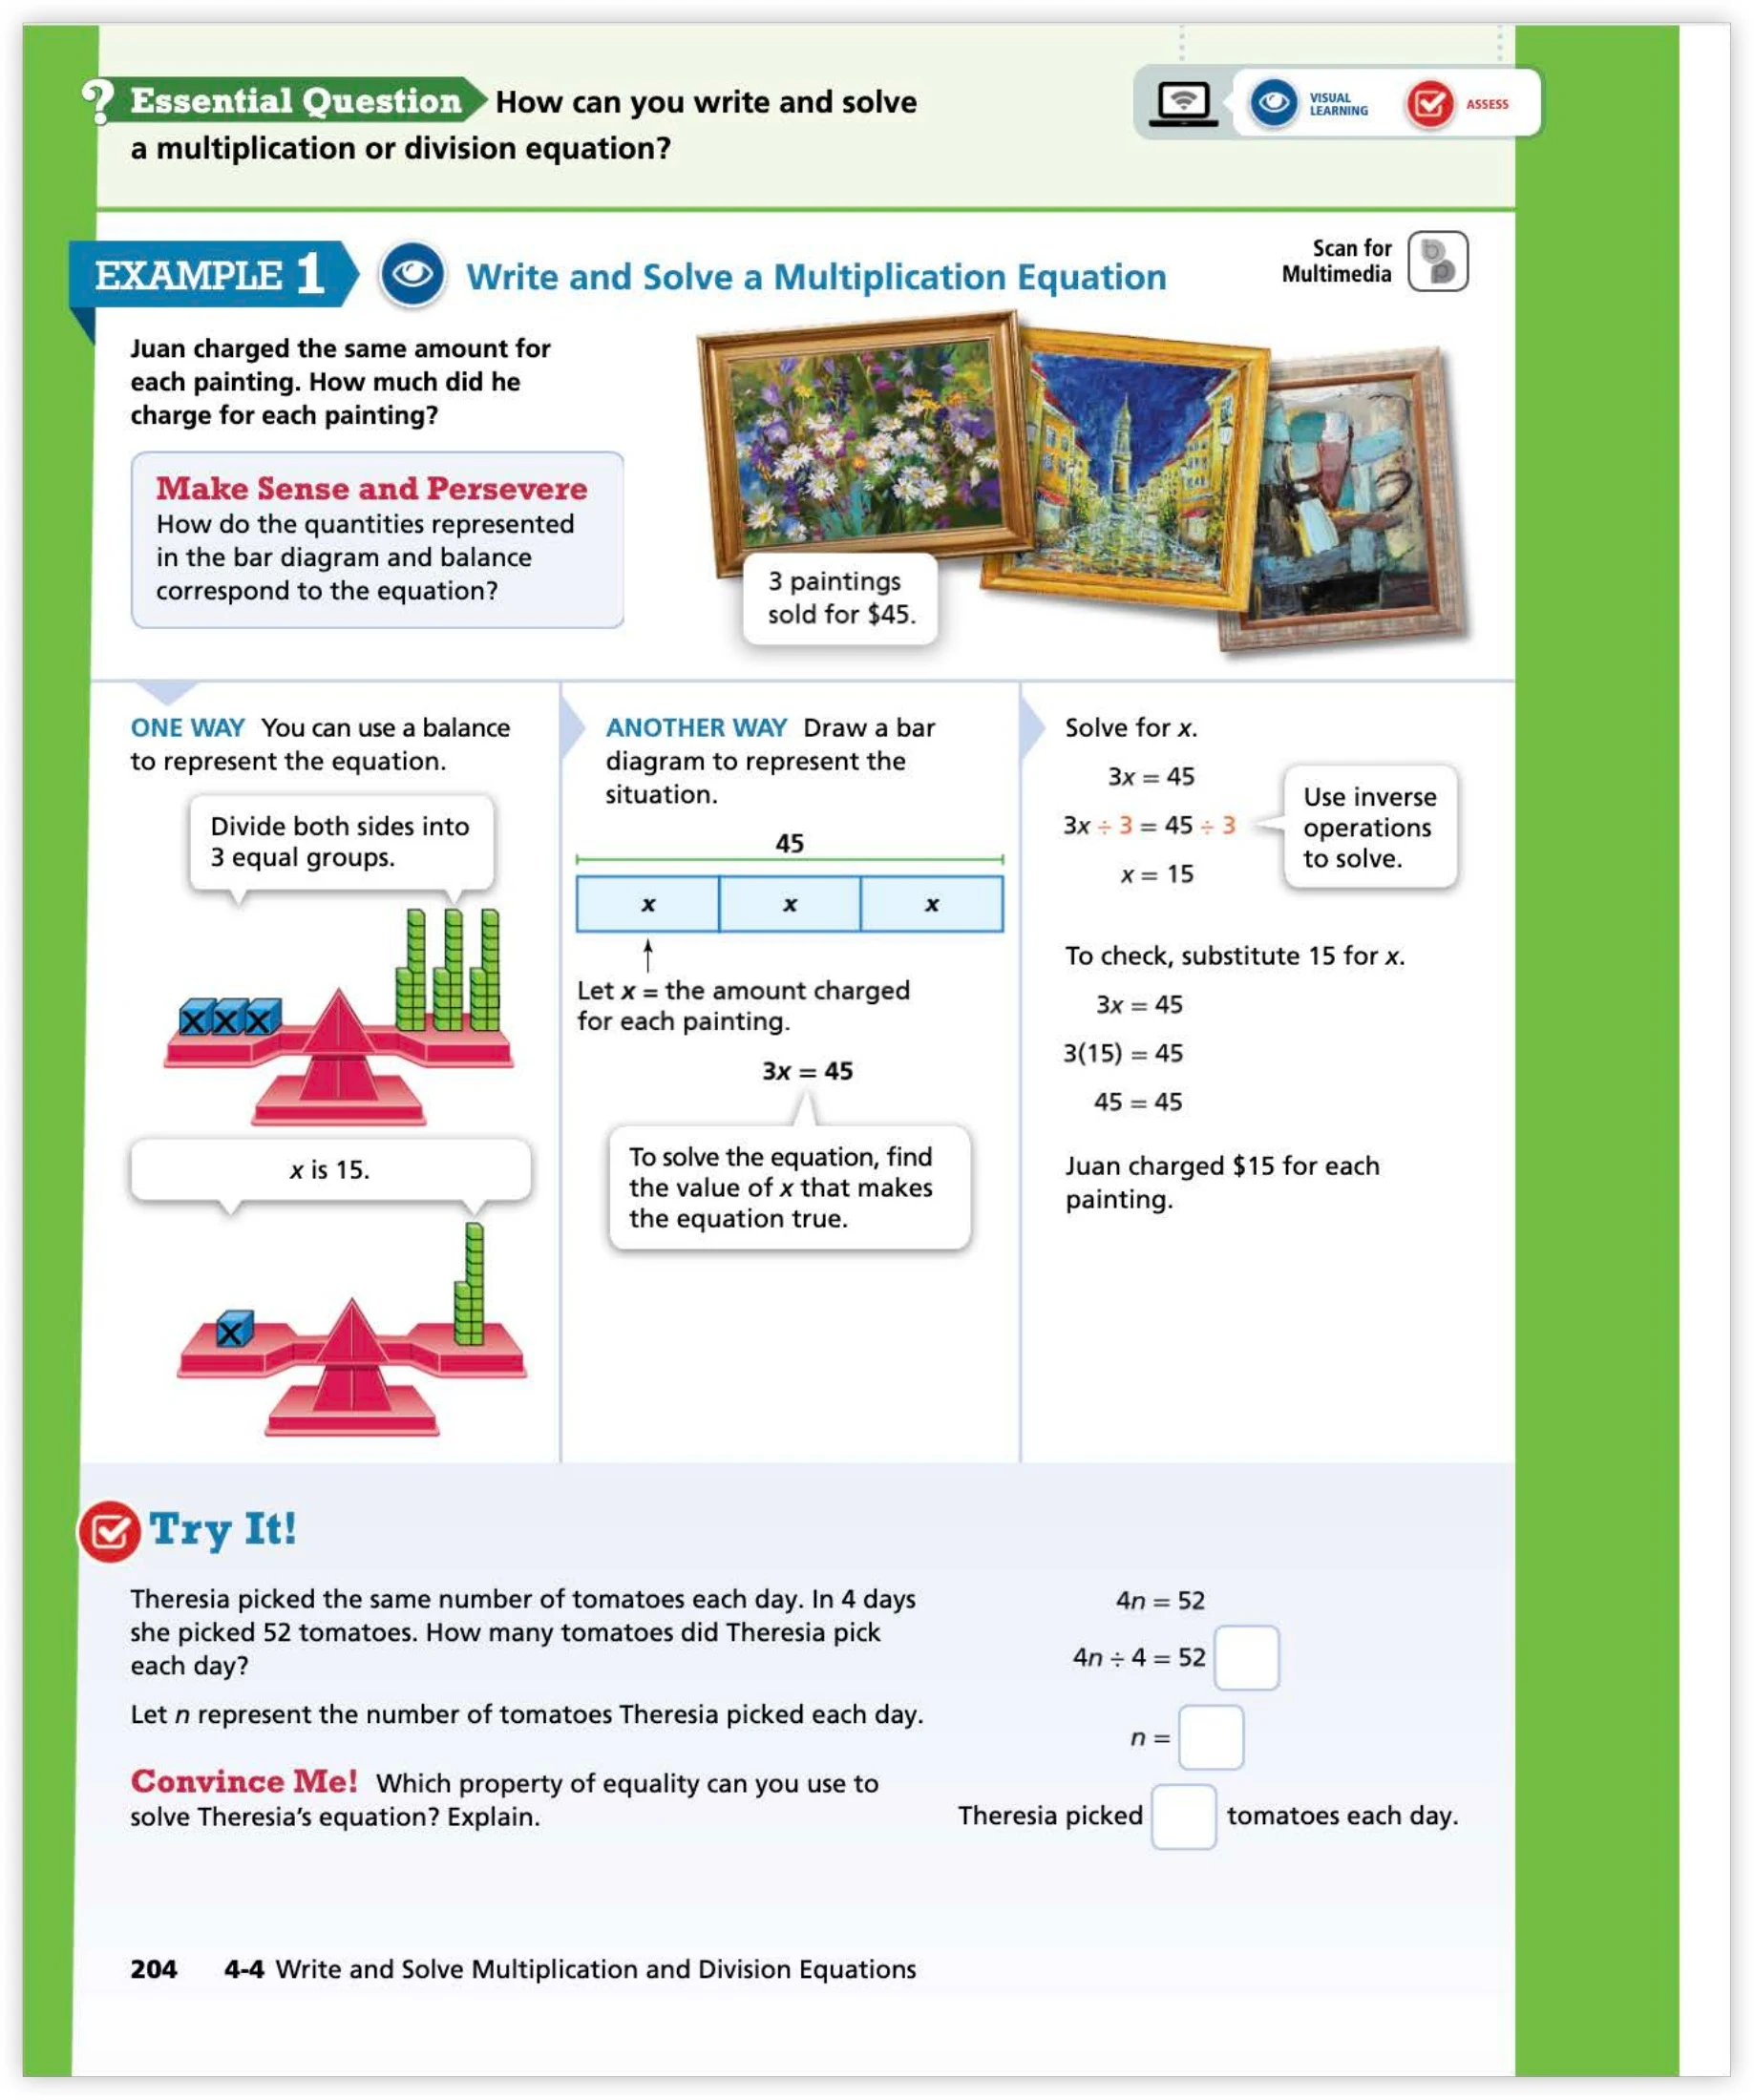 ? Essential Question How can you write and solve
a multiplication or division equation?
VISUAL
LEARNING
ASSESS
EXAMPLE 1
Write and Solve a Multiplication Equation
Scan for
Multimedia
Juan charged the same amount for
each painting. How much did he
charge for each painting?
Make Sense and Persevere
How do the quantities represented
in the bar diagram and balance
correspond to the equation?
3 paintings
sold for $45.
ONE WAY You can use a balance
to represent the equation.
Divide both sides into
3 equal groups.
X X X
x is 15.
X
ANOTHER WAY Draw a bar
diagram to represent the
situation.
45
x x x
Let x = the amount charged
for each painting.
3x = 45
To solve the equation, find
the value of x that makes
the equation true.
Solve for x.
3x = 45
3x ÷ 3 = 45 ÷ 3
x = 15
Use inverse
operations
to solve.
To check, substitute 15 for x.
3x = 45
3(15) = 45
45 = 45
Juan charged $15 for each
painting.
Try It!
Theresia picked the same number of tomatoes each day. In 4 days
she picked 52 tomatoes. How many tomatoes did Theresia pick
each day?
Let n represent the number of tomatoes Theresia picked each day.
Convince Me! Which property of equality can you use to
solve Theresia's equation? Explain.
4n = 52
4n ÷ 4 = 52
n =
Theresia picked tomatoes each day.
204 4-4 Write and Solve Multiplication and Division Equations